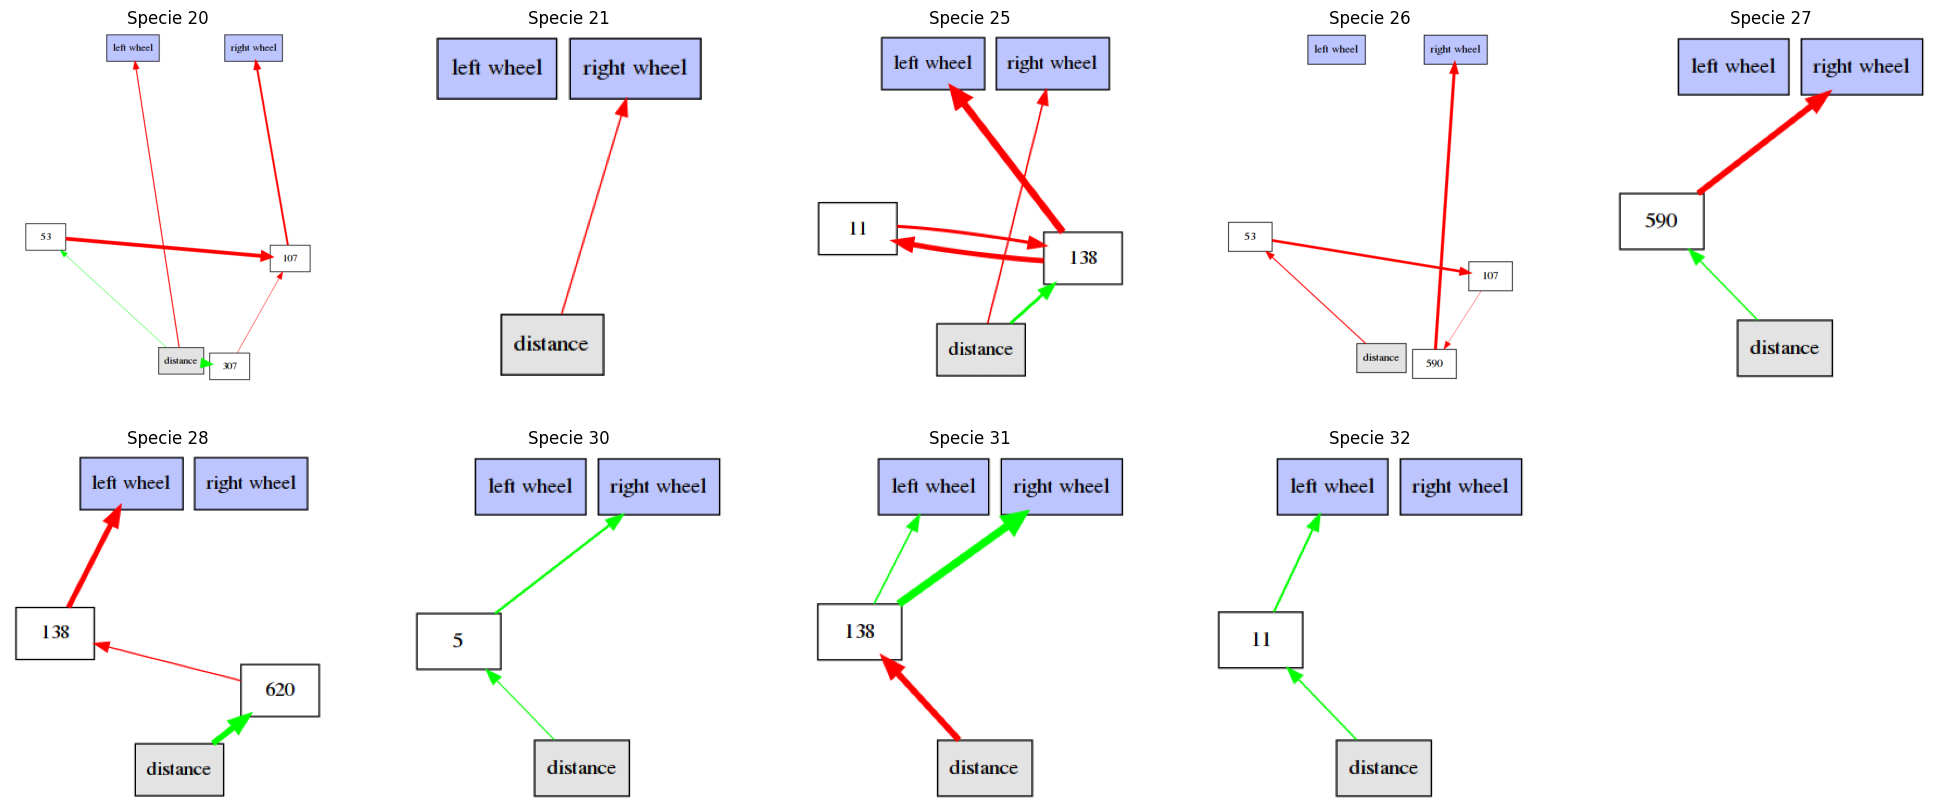 Specie 20
left wheel
right wheel
53
107
distance
307
Specie 21
left wheel
right wheel
distance
Specie 25
left wheel
right wheel
11
138
distance
Specie 26
left wheel
right wheel
53
107
distance
590
Specie 27
left wheel
right wheel
590
distance
Specie 28
left wheel
right wheel
138
620
distance
Specie 30
left wheel
right wheel
5
distance
Specie 31
left wheel
right wheel
138
distance
Specie 32
left wheel
right wheel
11
distance